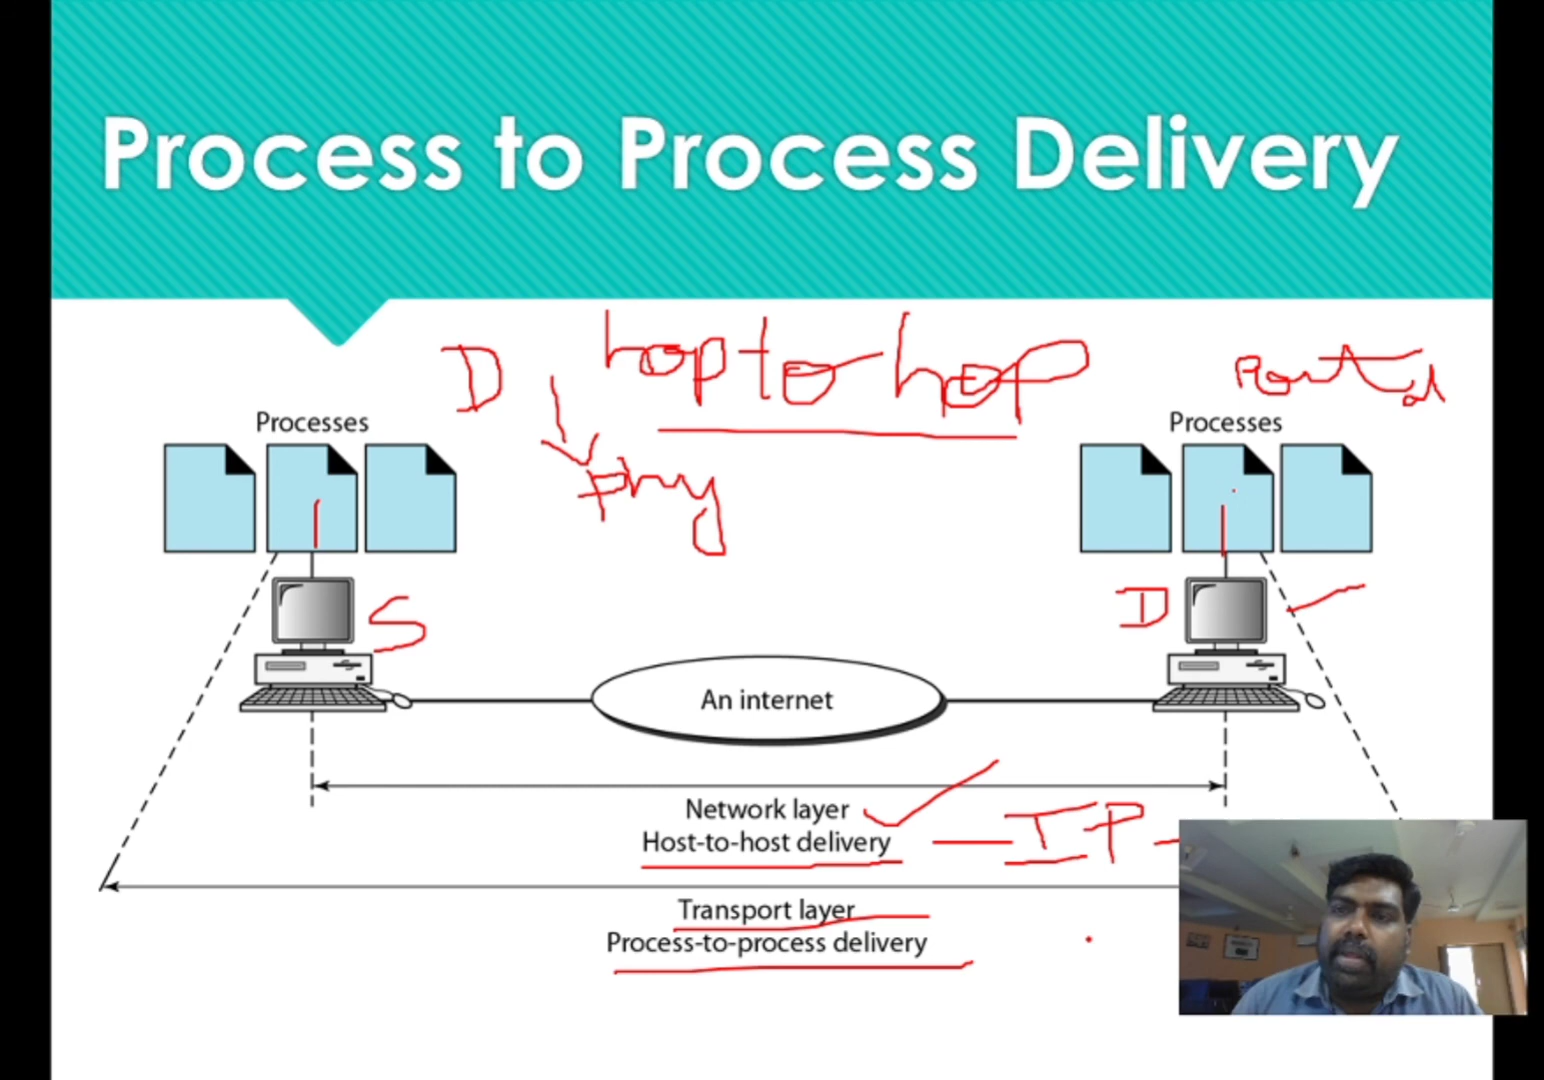 Process to Process Delivery
D hop to hop
Processes
Processes
phy
S
D
An internet
Network layer
Host-to-host delivery
IP
Transport layer
Process-to-process delivery